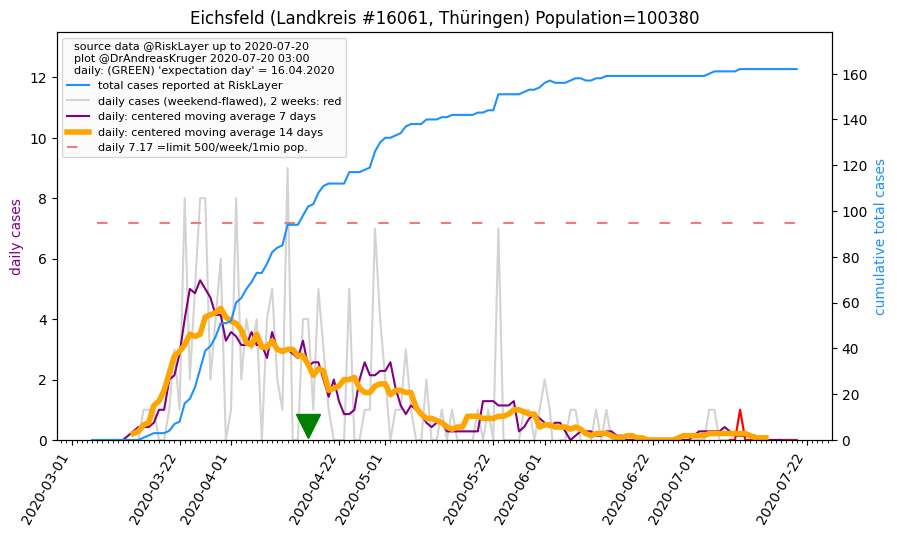 Eichsfeld (Landkreis #16061, Thüringen) Population=100380
source data @RiskLayer up to 2020-07-20
plot @DrAndreasKruger 2020-07-20 03:00
daily: (GREEN) 'expectation day' = 16.04.2020
total cases reported at RiskLayer
daily cases (weekend-flawed), 2 weeks: red
daily: centered moving average 7 days
daily: centered moving average 14 days
daily 7.17 =limit 500/week/1mio pop.
daily cases
12
10
8
6
4
2
0
cumulative total cases
160
140
120
100
80
60
40
20
0
2020-03-01
2020-03-22
2020-04-01
2020-04-22
2020-05-01
2020-05-22
2020-06-01
2020-06-22
2020-07-01
2020-07-22